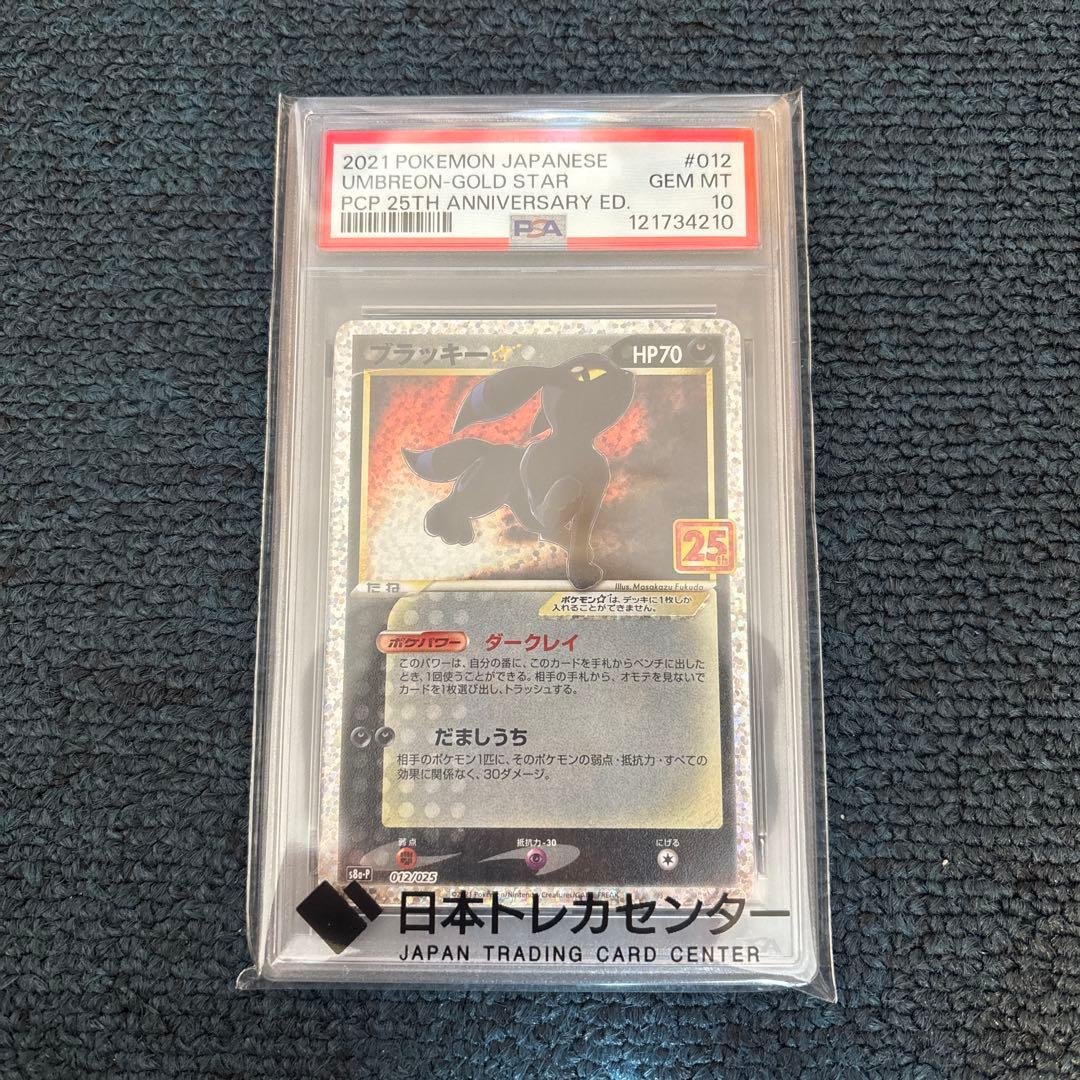 2021 POKEMON JAPANESE #012
UMBREON-GOLD STAR GEM MT
PCP 25TH ANNIVERSARY ED. 10
PSA 121734210
ブラッキー☆ HP70
25th
たね Illus. Masakazu Fukuda
ポケモン☆は、デッキに1枚しか
入れることができません。
ポケパワー ダークレイ
このパワーは、自分の番に、このカードを手札からベンチに出した
とき、1回使うことができる。相手の手札から、オモテを見ないで
カードを1枚選び出し、トラッシュする。
だましうち
相手のポケモン1匹に、そのポケモンの弱点・抵抗力・すべての
効果に関係なく、30ダメージ。
弱点 抵抗力 -30 にげる
s8a-P 012/025
©2021 Pokémon/Nintendo/Creatures/GAME FREAK
日本トレカセンター
JAPAN TRADING CARD CENTER